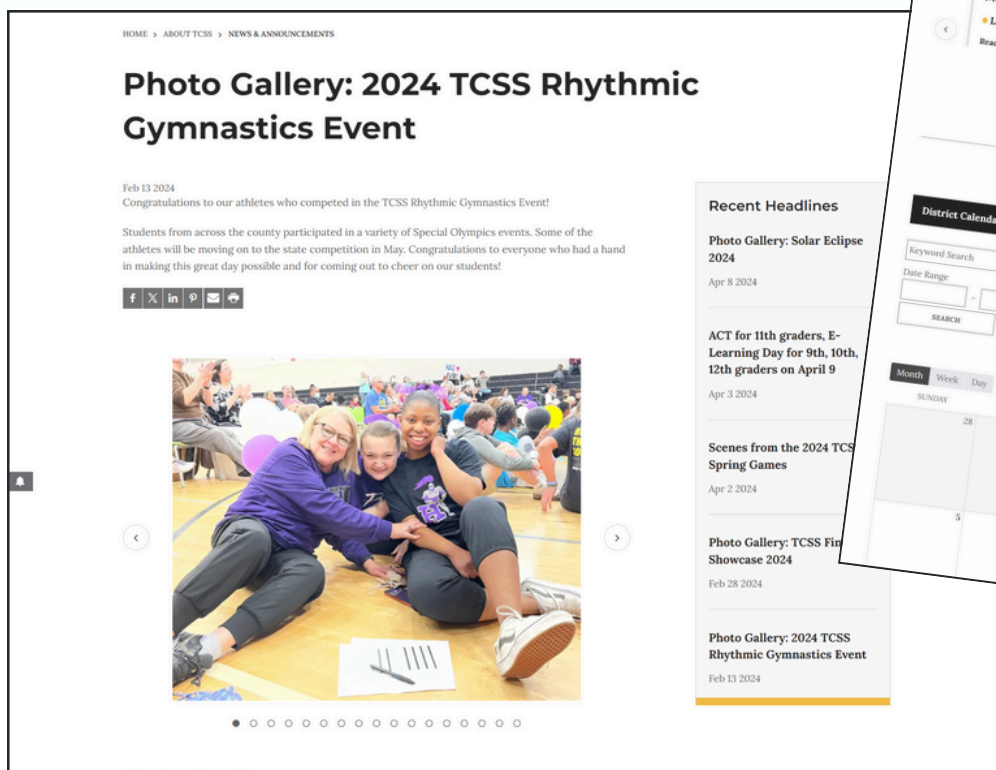 HOME > ABOUT TCSS > NEWS & ANNOUNCEMENTS
Photo Gallery: 2024 TCSS Rhythmic
Gymnastics Event
Feb 13 2024
Congratulations to our athletes who competed in the TCSS Rhythmic Gymnastics Event!
Students from across the county participated in a variety of Special Olympics events. Some of the
athletes will be moving on to the state competition in May. Congratulations to everyone who had a hand
in making this great day possible and for coming out to cheer on our students!
Recent Headlines
Photo Gallery: Solar Eclipse
2024
Apr 8 2024
ACT for 11th graders, E-
Learning Day for 9th, 10th,
12th graders on April 9
Apr 3 2024
Scenes from the 2024 TCS
Spring Games
Apr 2 2024
Photo Gallery: TCSS Fin
Showcase 2024
Feb 28 2024
Photo Gallery: 2024 TCSS
Rhythmic Gymnastics Event
Feb 13 2024
H
Read
District Calenda
Keyword Search
Date Range
-
SEARCH
Month Week Day
SUNDAY
28
5